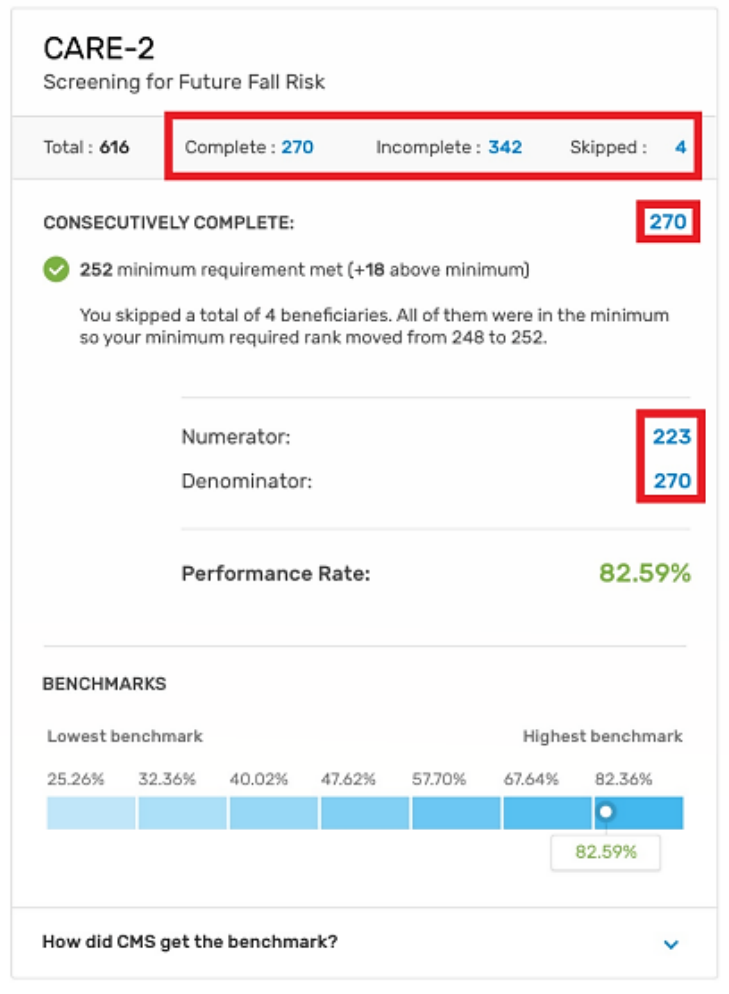 CARE-2
Screening for Future Fall Risk
Total : 616 Complete : 270 Incomplete : 342 Skipped : 4
CONSECUTIVELY COMPLETE: 270
252 minimum requirement met (+18 above minimum)
You skipped a total of 4 beneficiaries. All of them were in the minimum
so your minimum required rank moved from 248 to 252.
Numerator: 223
Denominator: 270
Performance Rate: 82.59%
BENCHMARKS
Lowest benchmark Highest benchmark
25.26% 32.36% 40.02% 47.62% 57.70% 67.64% 82.36%
82.59%
How did CMS get the benchmark?